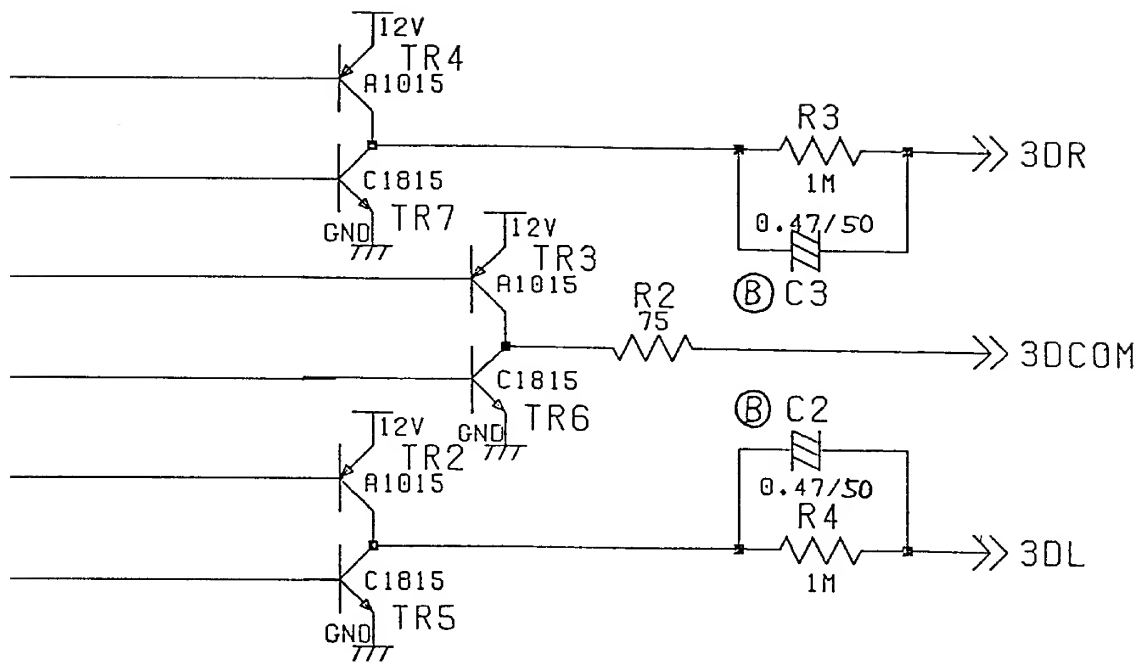 12V
TR4
A1015
C1815
TR7
GND
R3
1M
3DR
0.47/50
B C3
12V
TR3
A1015
C1815
TR6
GND
R2
75
3DCOM
12V
TR2
A1015
C1815
TR5
GND
B C2
0.47/50
R4
1M
3DL